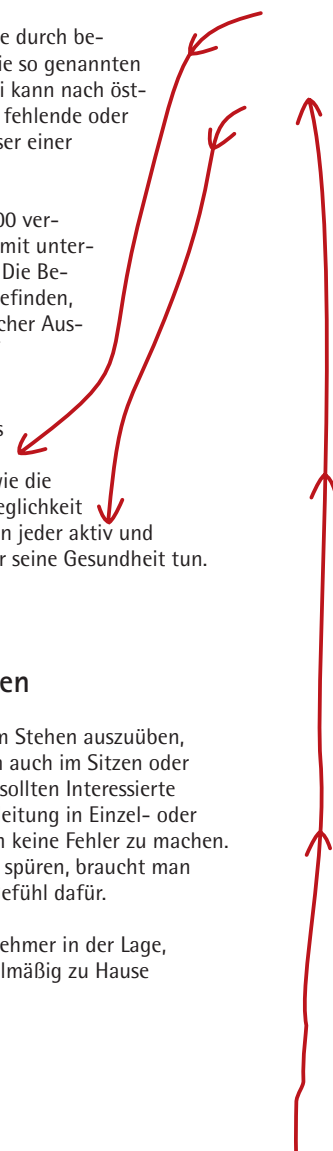 e durch be-
ie so genannten
i kann nach öst-
fehlende oder
ser einer
00 ver-
mit unter-
Die Be-
efinden,
cher Aus-
s
vie die
eglichkeit
n jeder aktiv und
r seine Gesundheit tun.
en
m Stehen auszuüben,
n auch im Sitzen oder
sollten Interessierte
eitung in Einzel- oder
n keine Fehler zu machen.
spüren, braucht man
efühl dafür.
ehmer in der Lage,
lmäßig zu Hause